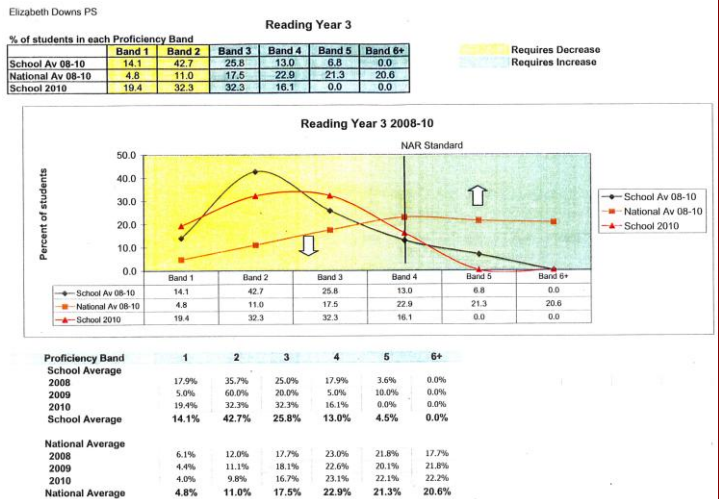 Elizabeth Downs PS
Reading Year 3
% of students in each Proficiency Band
Band 1 Band 2 Band 3 Band 4 Band 5 Band 6+
School Av 08-10 14.1 42.7 25.8 13.0 6.8 0.0
National Av 08-10 4.8 11.0 17.5 22.9 21.3 20.6
School 2010 19.4 32.3 32.3 16.1 0.0 0.0
Requires Decrease
Requires Increase
Reading Year 3 2008-10
NAR Standard
Percent of students
50.0
40.0
30.0
20.0
10.0
0.0
School Av 08-10
National Av 08-10
School 2010
Band 1 Band 2 Band 3 Band 4 Band 5 Band 6+
School Av 08-10 14.1 42.7 25.8 13.0 6.8 0.0
National Av 08-10 4.8 11.0 17.5 22.9 21.3 20.6
School 2010 19.4 32.3 32.3 16.1 0.0 0.0
Proficiency Band 1 2 3 4 5 6+
School Average
2008 17.9% 35.7% 25.0% 17.9% 3.6% 0.0%
2009 5.0% 60.0% 20.0% 5.0% 10.0% 0.0%
2010 19.4% 32.3% 32.3% 16.1% 0.0% 0.0%
School Average 14.1% 42.7% 25.8% 13.0% 4.5% 0.0%
National Average
2008 6.1% 12.0% 17.7% 23.0% 21.8% 17.7%
2009 4.4% 11.1% 18.1% 22.6% 20.1% 21.8%
2010 4.0% 9.8% 16.7% 23.1% 22.1% 22.2%
National Average 4.8% 11.0% 17.5% 22.9% 21.3% 20.6%